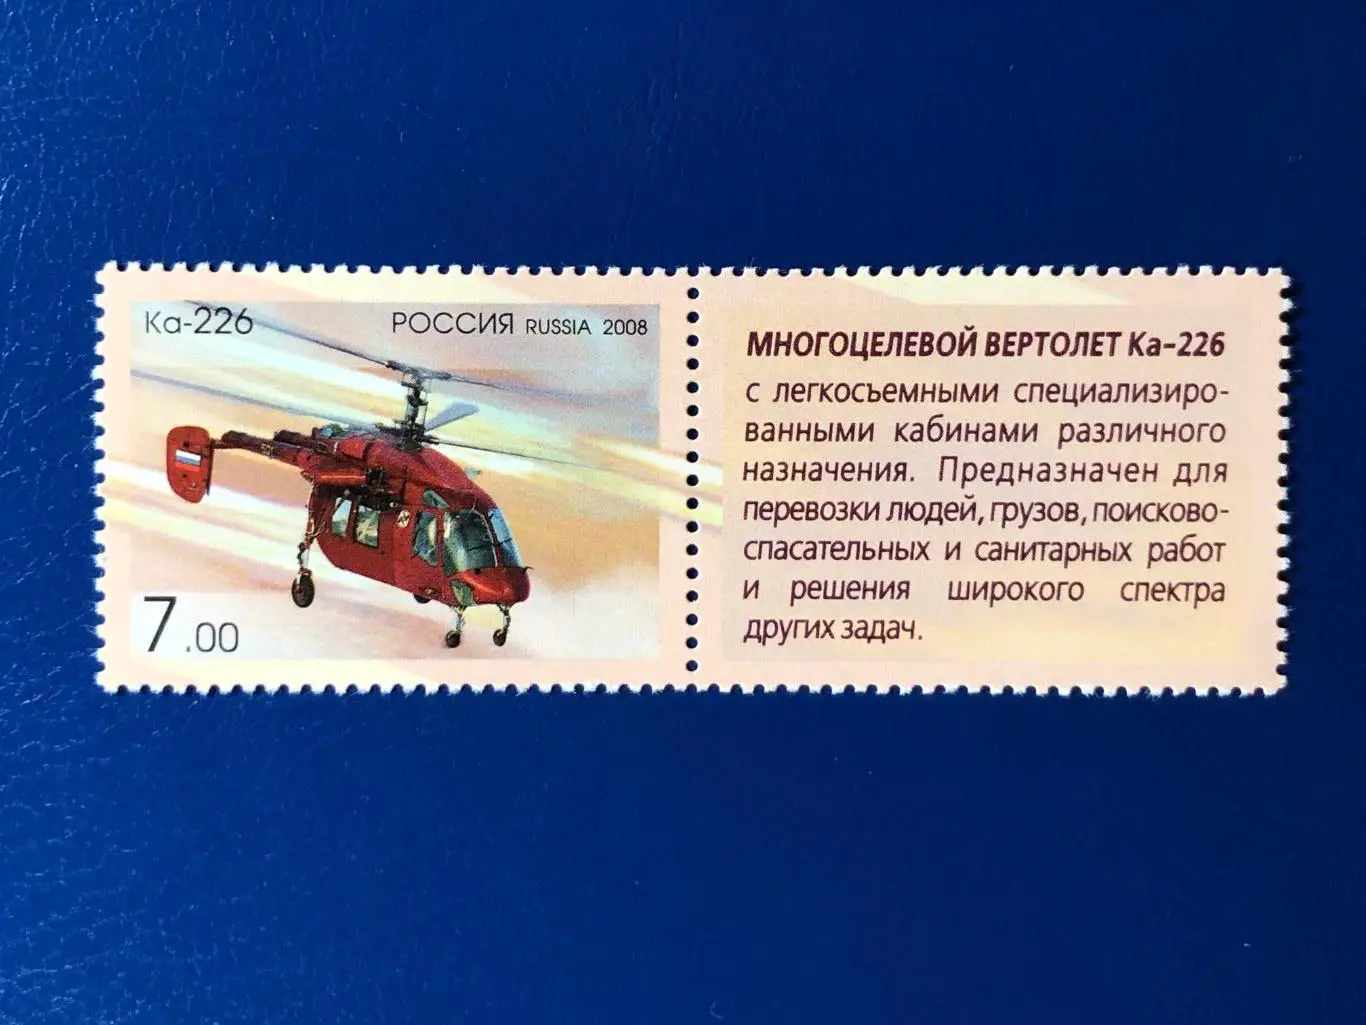 Ка-226
РОССИЯ RUSSIA 2008
7.00
МНОГОЦЕЛЕВОЙ ВЕРТОЛЕТ Ка-226
с легкосъемными специализиро-
ванными кабинами различного
назначения. Предназначен для
перевозки людей, грузов, поисково-
спасательных и санитарных работ
и решения широкого спектра
других задач.